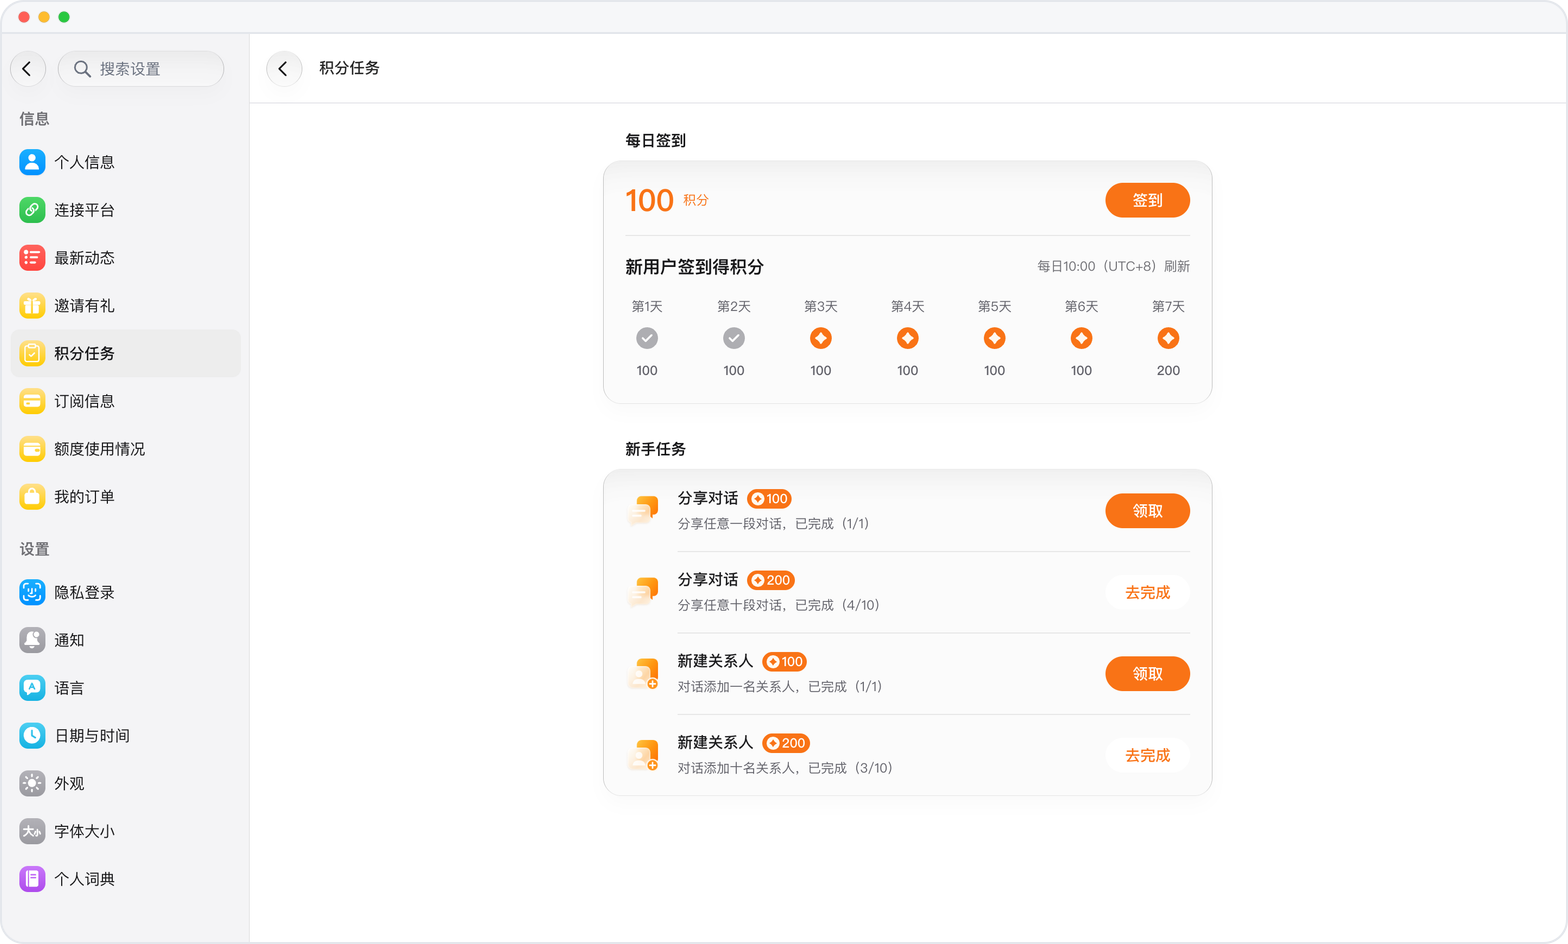 搜索设置
信息
个人信息
连接平台
最新动态
邀请有礼
积分任务
订阅信息
额度使用情况
我的订单
设置
隐私登录
通知
A 语言
日期与时间
外观
大小 字体大小
个人词典
积分任务
每日签到
100 积分 签到
新用户签到得积分 每日10:00（UTC+8）刷新
第1天 第2天 第3天 第4天 第5天 第6天 第7天
100 100 100 100 100 100 200
新手任务
分享对话 100
分享任意一段对话，已完成（1/1）
领取
分享对话 200
分享任意十段对话，已完成（4/10）
去完成
新建关系人 100
对话添加一名关系人，已完成（1/1）
领取
新建关系人 200
对话添加十名关系人，已完成（3/10）
去完成